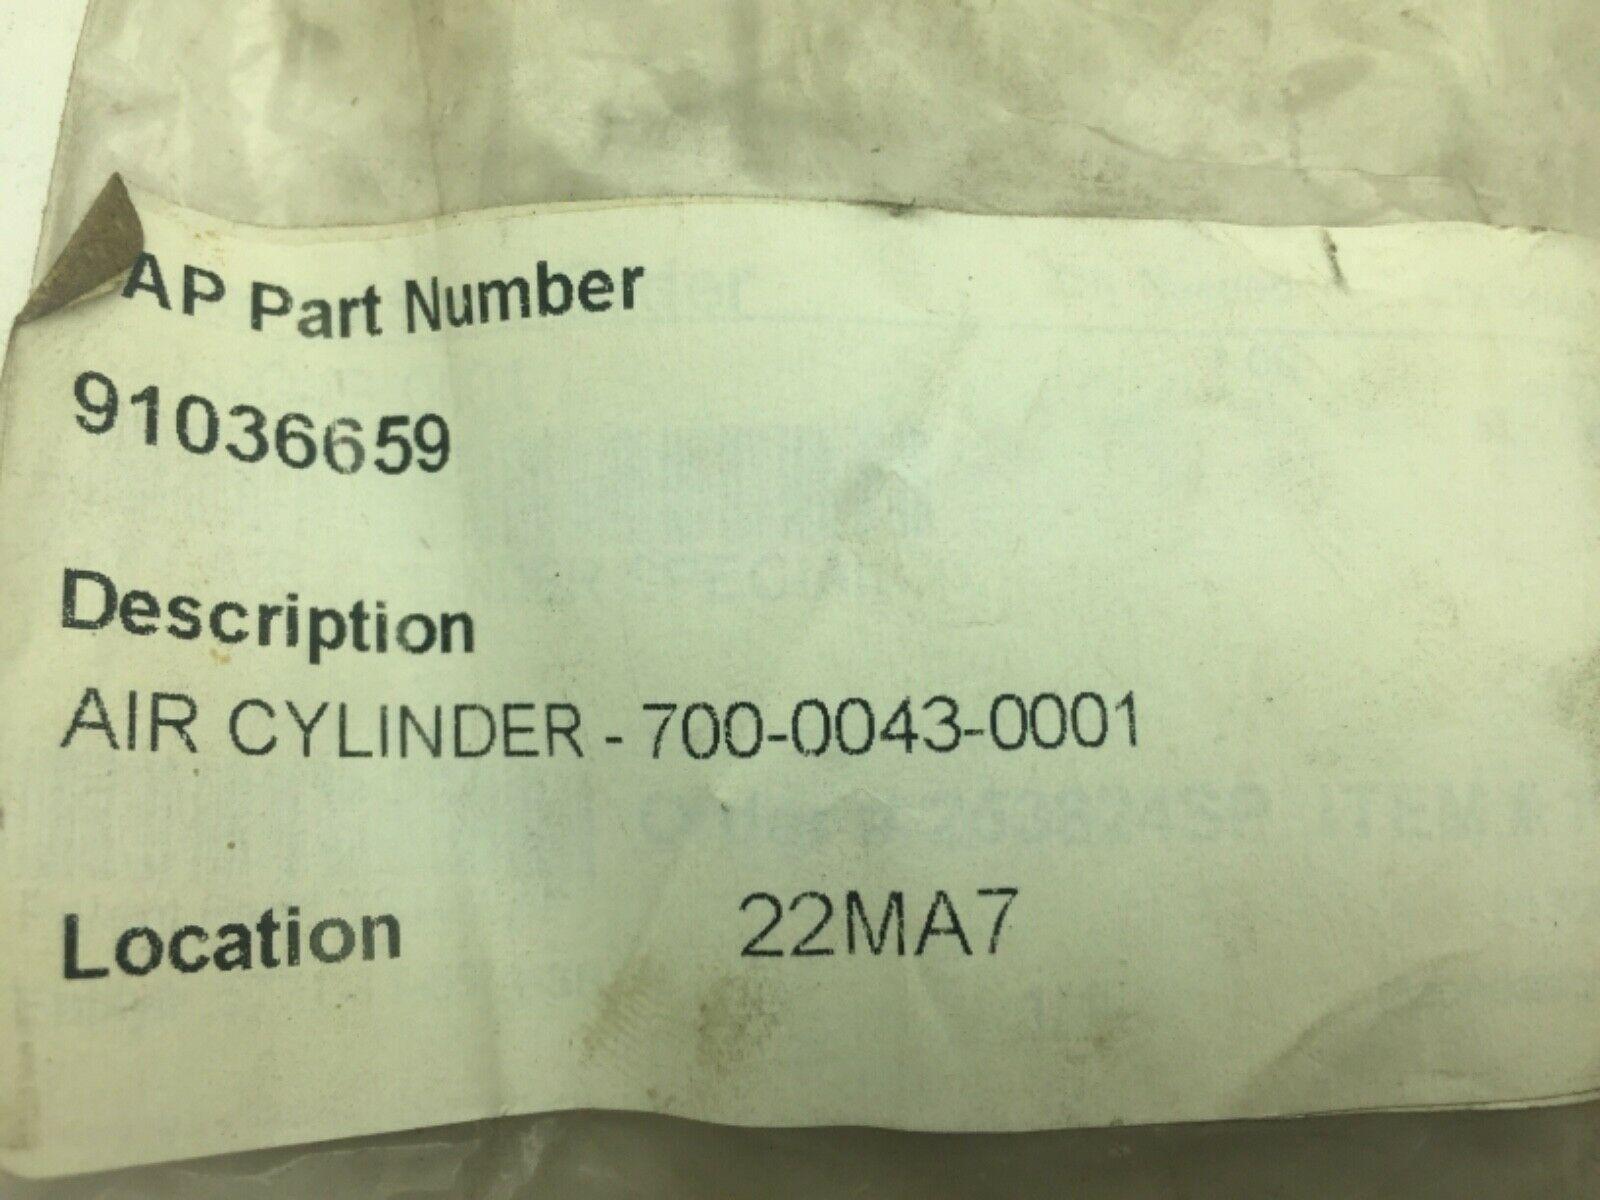 AP Part Number
91036659
Description
AIR CYLINDER - 700-0043-0001
Location 22MA7